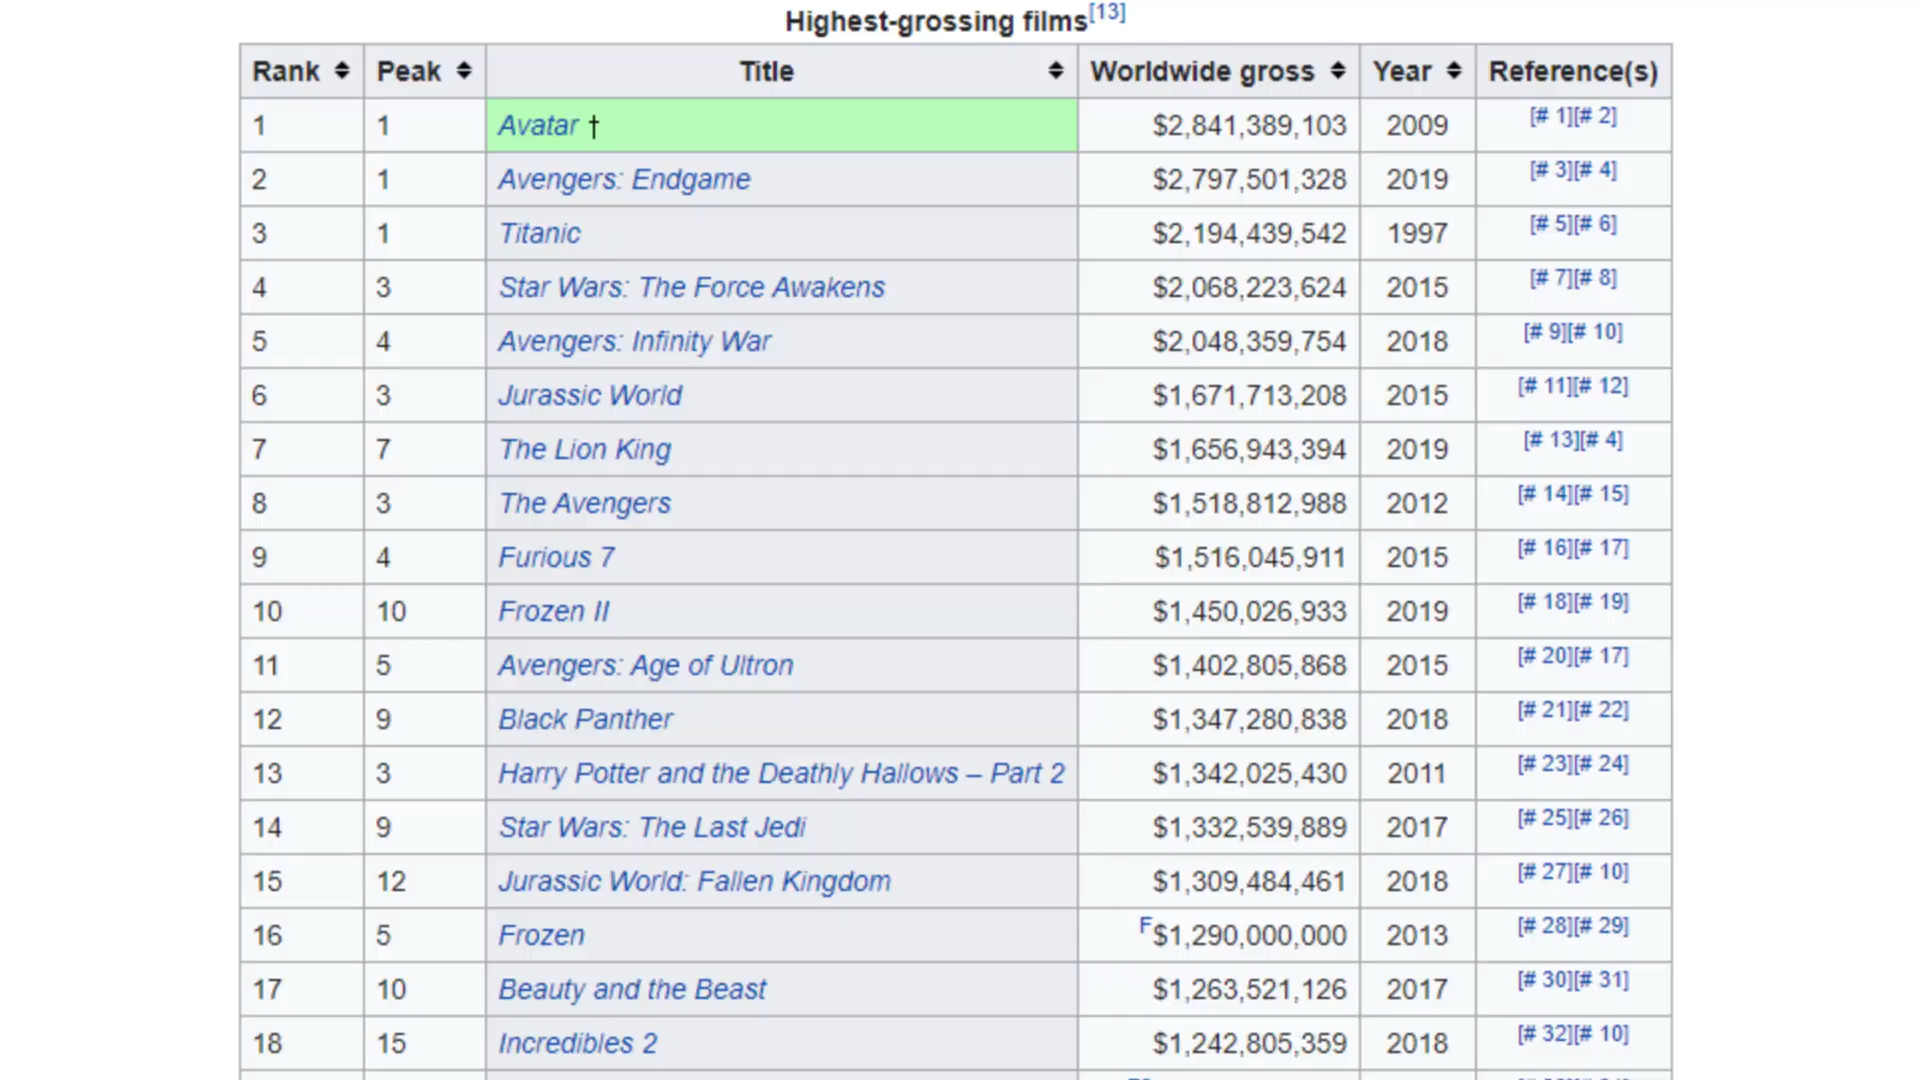 Highest-grossing films[13]
Rank Peak Title Worldwide gross Year Reference(s)
1 1 Avatar † $2,841,389,103 2009 [# 1][# 2]
2 1 Avengers: Endgame $2,797,501,328 2019 [# 3][# 4]
3 1 Titanic $2,194,439,542 1997 [# 5][# 6]
4 3 Star Wars: The Force Awakens $2,068,223,624 2015 [# 7][# 8]
5 4 Avengers: Infinity War $2,048,359,754 2018 [# 9][# 10]
6 3 Jurassic World $1,671,713,208 2015 [# 11][# 12]
7 7 The Lion King $1,656,943,394 2019 [# 13][# 4]
8 3 The Avengers $1,518,812,988 2012 [# 14][# 15]
9 4 Furious 7 $1,516,045,911 2015 [# 16][# 17]
10 10 Frozen II $1,450,026,933 2019 [# 18][# 19]
11 5 Avengers: Age of Ultron $1,402,805,868 2015 [# 20][# 17]
12 9 Black Panther $1,347,280,838 2018 [# 21][# 22]
13 3 Harry Potter and the Deathly Hallows – Part 2 $1,342,025,430 2011 [# 23][# 24]
14 9 Star Wars: The Last Jedi $1,332,539,889 2017 [# 25][# 26]
15 12 Jurassic World: Fallen Kingdom $1,309,484,461 2018 [# 27][# 10]
16 5 Frozen F$1,290,000,000 2013 [# 28][# 29]
17 10 Beauty and the Beast $1,263,521,126 2017 [# 30][# 31]
18 15 Incredibles 2 $1,242,805,359 2018 [# 32][# 10]